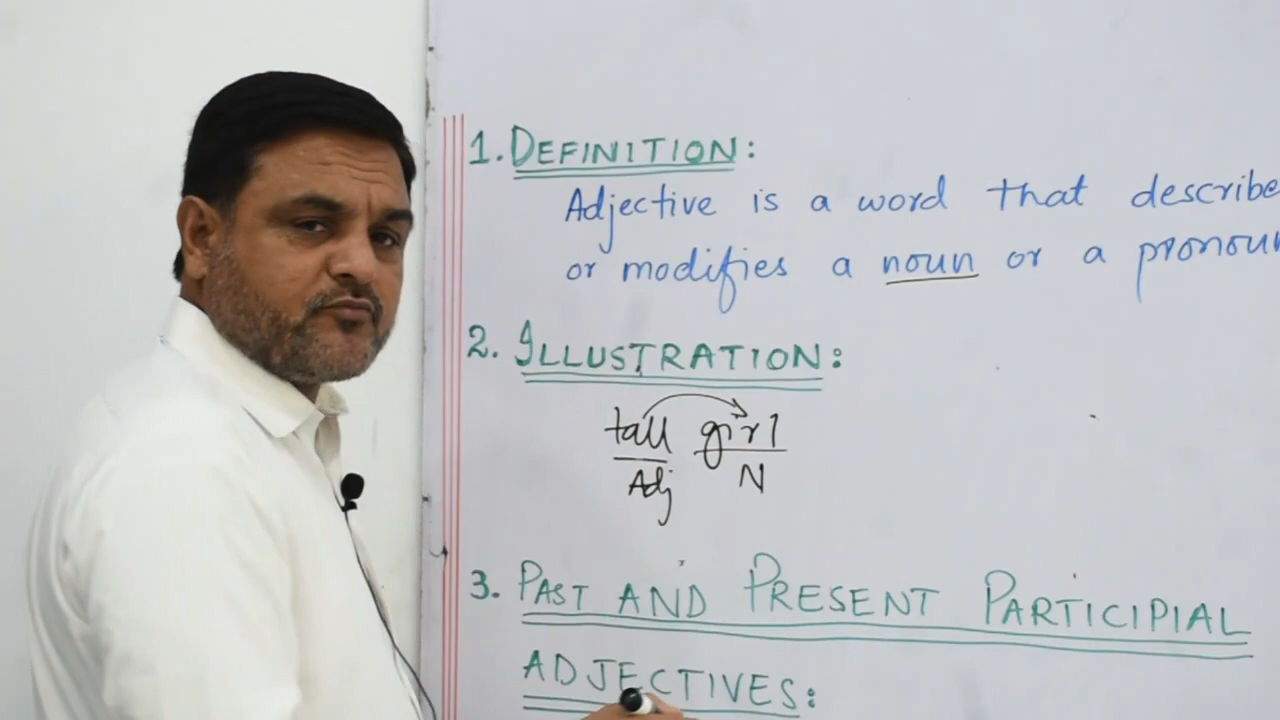 1. DEFINITION:
Adjective is a word that describe
or modifies a noun or a pronoun
2. ILLUSTRATION:
tall girl
Adj N
3. PAST AND PRESENT PARTICIPIAL
ADJECTIVES: